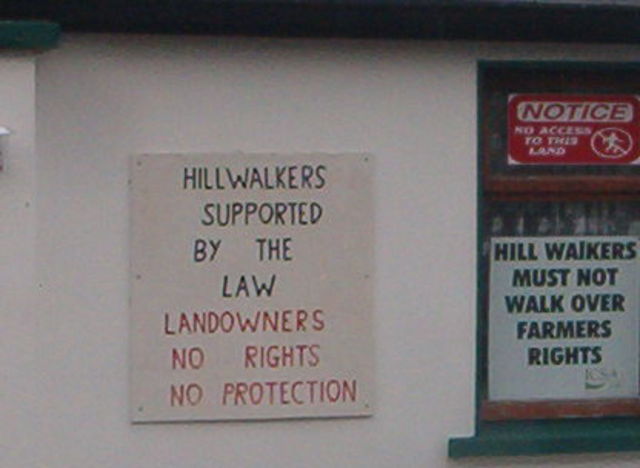 HILLWALKERS
SUPPORTED
BY THE
LAW
LANDOWNERS
NO RIGHTS
NO PROTECTION
NOTICE
NO ACCESS
TO THIS
LAND
HILL WALKERS
MUST NOT
WALK OVER
FARMERS
RIGHTS
ICSA